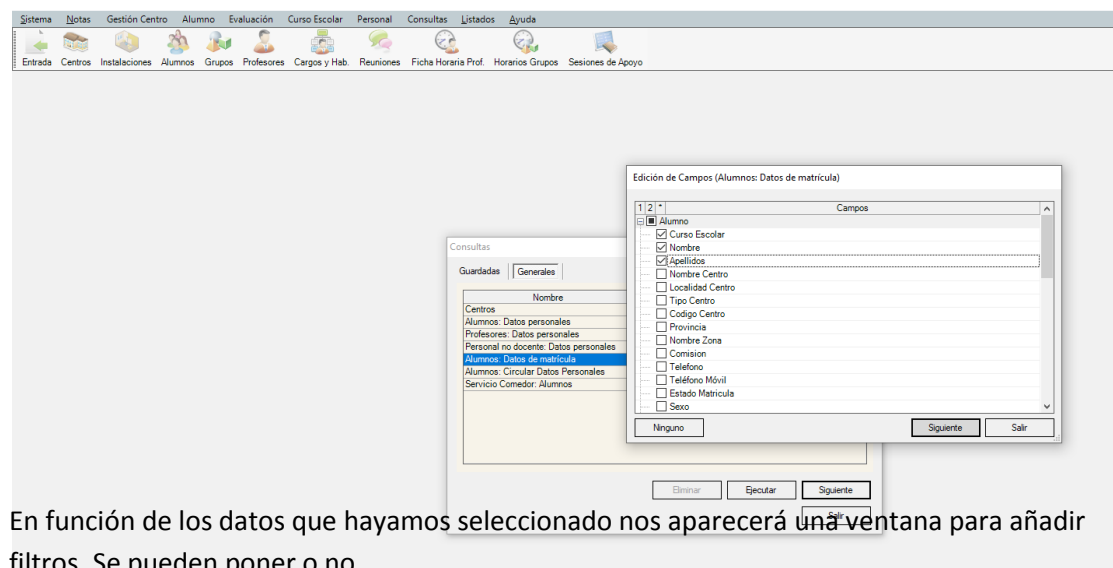 Sistema Notas Gestión Centro Alumno Evaluación Curso Escolar Personal Consultas Listados Ayuda
Entrada Centros Instalaciones Alumnos Grupos Profesores Cargos y Hab. Reuniones Ficha Horaria Prof. Horarios Grupos Sesiones de Apoyo
Edición de Campos (Alumnos: Datos de matrícula)
1 2 * Campos
Alumno
Curso Escolar
Nombre
Apellidos
Nombre Centro
Localidad Centro
Tipo Centro
Codigo Centro
Provincia
Nombre Zona
Comision
Telefono
Teléfono Móvil
Estado Matricula
Sexo
Ninguno Siguiente Salir
Consultas
Guardadas Generales
Nombre
Centros
Alumnos: Datos personales
Profesores: Datos personales
Personal no docente: Datos personales
Alumnos: Datos de matrícula
Alumnos: Circular Datos Personales
Servicio Comedor: Alumnos
Eliminar Ejecutar Siguiente
Salir
En función de los datos que hayamos seleccionado nos aparecerá una ventana para añadir
filtros. Se pueden poner o no